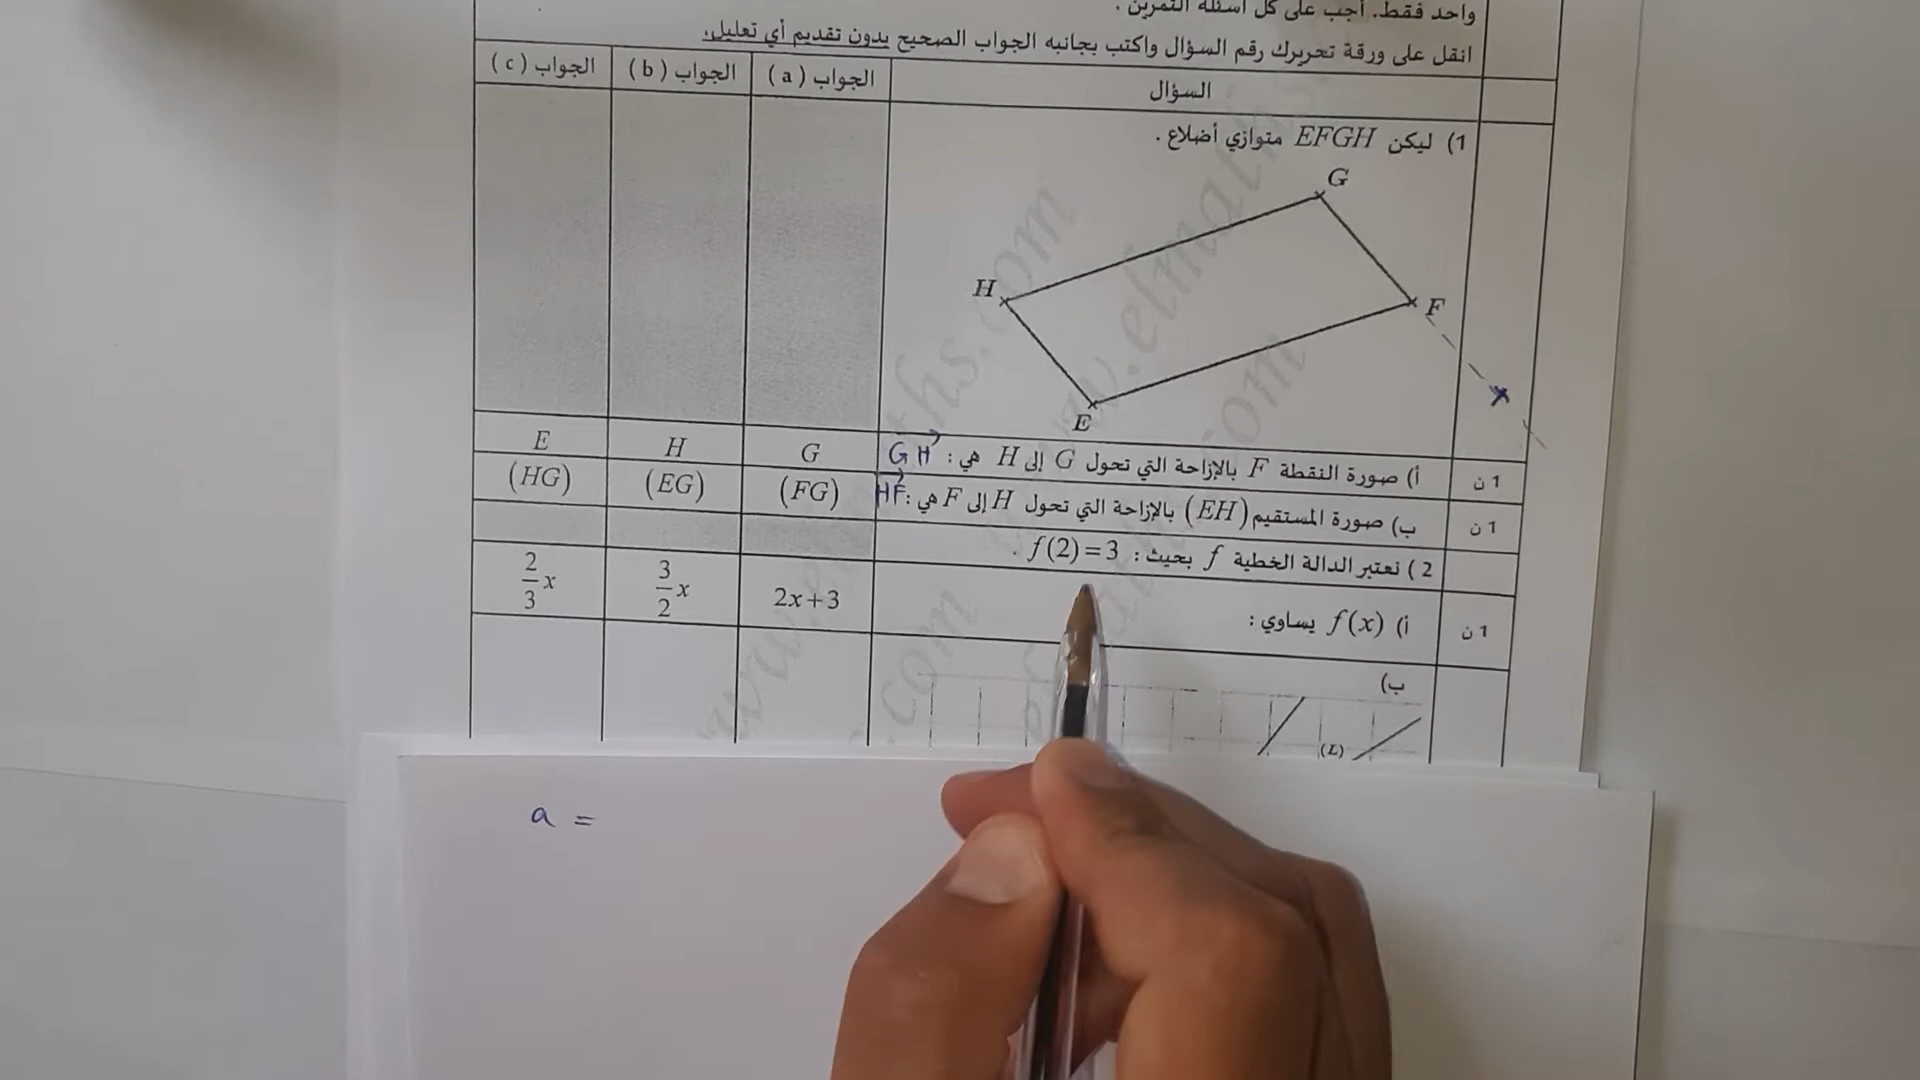 واحد فقط. أجب على كل أسئلة التمرين .
انقل على ورقة تحريرك رقم السؤال واكتب بجانبه الجواب الصحيح بدون تقديم أي تعليل.
السؤال الجواب ( a ) الجواب ( b ) الجواب ( c )
1) ليكن EFGH متوازي أضلاع .
G
H
F
E
1 ن أ) صورة النقطة F بالإزاحة التي تحول G إلى H هي : GH G H E
1 ن ب) صورة المستقيم (EH) بالإزاحة التي تحول H إلى F هي : HF (FG) (EG) (HG)
2 ) نعتبر الدالة الخطية f بحيث : f(2)=3 .
1 ن أ) f(x) يساوي : 2x+3 3/2 x 2/3 x
ب)
(L)
a =
www.elmaths.com